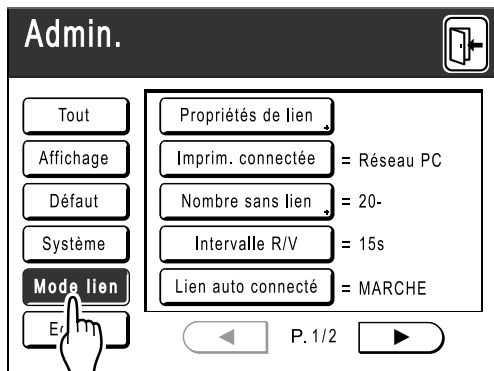 Admin.
Tout
Propriétés de lien
Affichage
Imprim. connectée = Réseau PC
Défaut
Nombre sans lien = 20-
Système
Intervalle R/V = 15s
Mode lien
Lien auto connecté = MARCHE
P. 1/2